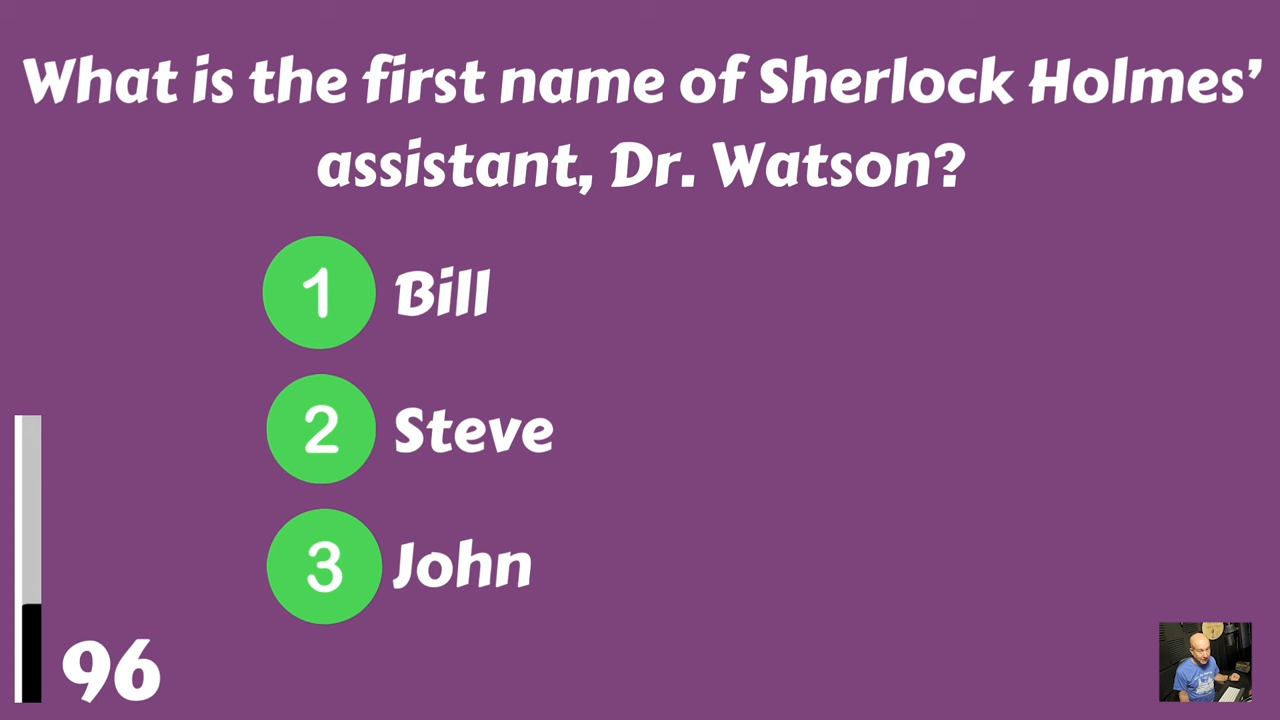 What is the first name of Sherlock Holmes’
assistant, Dr. Watson?
1 Bill
2 Steve
3 John
96